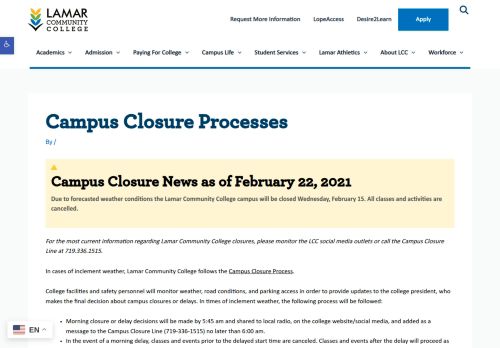 LAMAR
COMMUNITY
COLLEGE
Request More Information LopeAccess Desire2Learn Apply
Academics Admission Paying For College Campus Life Student Services Lamar Athletics About LCC Workforce
Campus Closure Processes
By /
Campus Closure News as of February 22, 2021
Due to forecasted weather conditions the Lamar Community College campus will be closed Wednesday, February 15. All classes and activities are
cancelled.
For the most current information regarding Lamar Community College closures, please monitor the LCC social media outlets or call the Campus Closure
Line at 719.336.1515.
In cases of inclement weather, Lamar Community College follows the Campus Closure Process.
College facilities and safety personnel will monitor weather, road conditions, and parking access in order to provide updates to the college president, who
makes the final decision about campus closures or delays. In times of inclement weather, the following process will be followed:
• Morning closure or delay decisions will be made by 5:45 am and shared to local radio, on the college website/social media, and added as a
message to the Campus Closure Line (719-336-1515) no later than 6:00 am.
• In the event of a morning delay, classes and events prior to the delayed start time are canceled. Classes and events after the delay will proceed as
EN